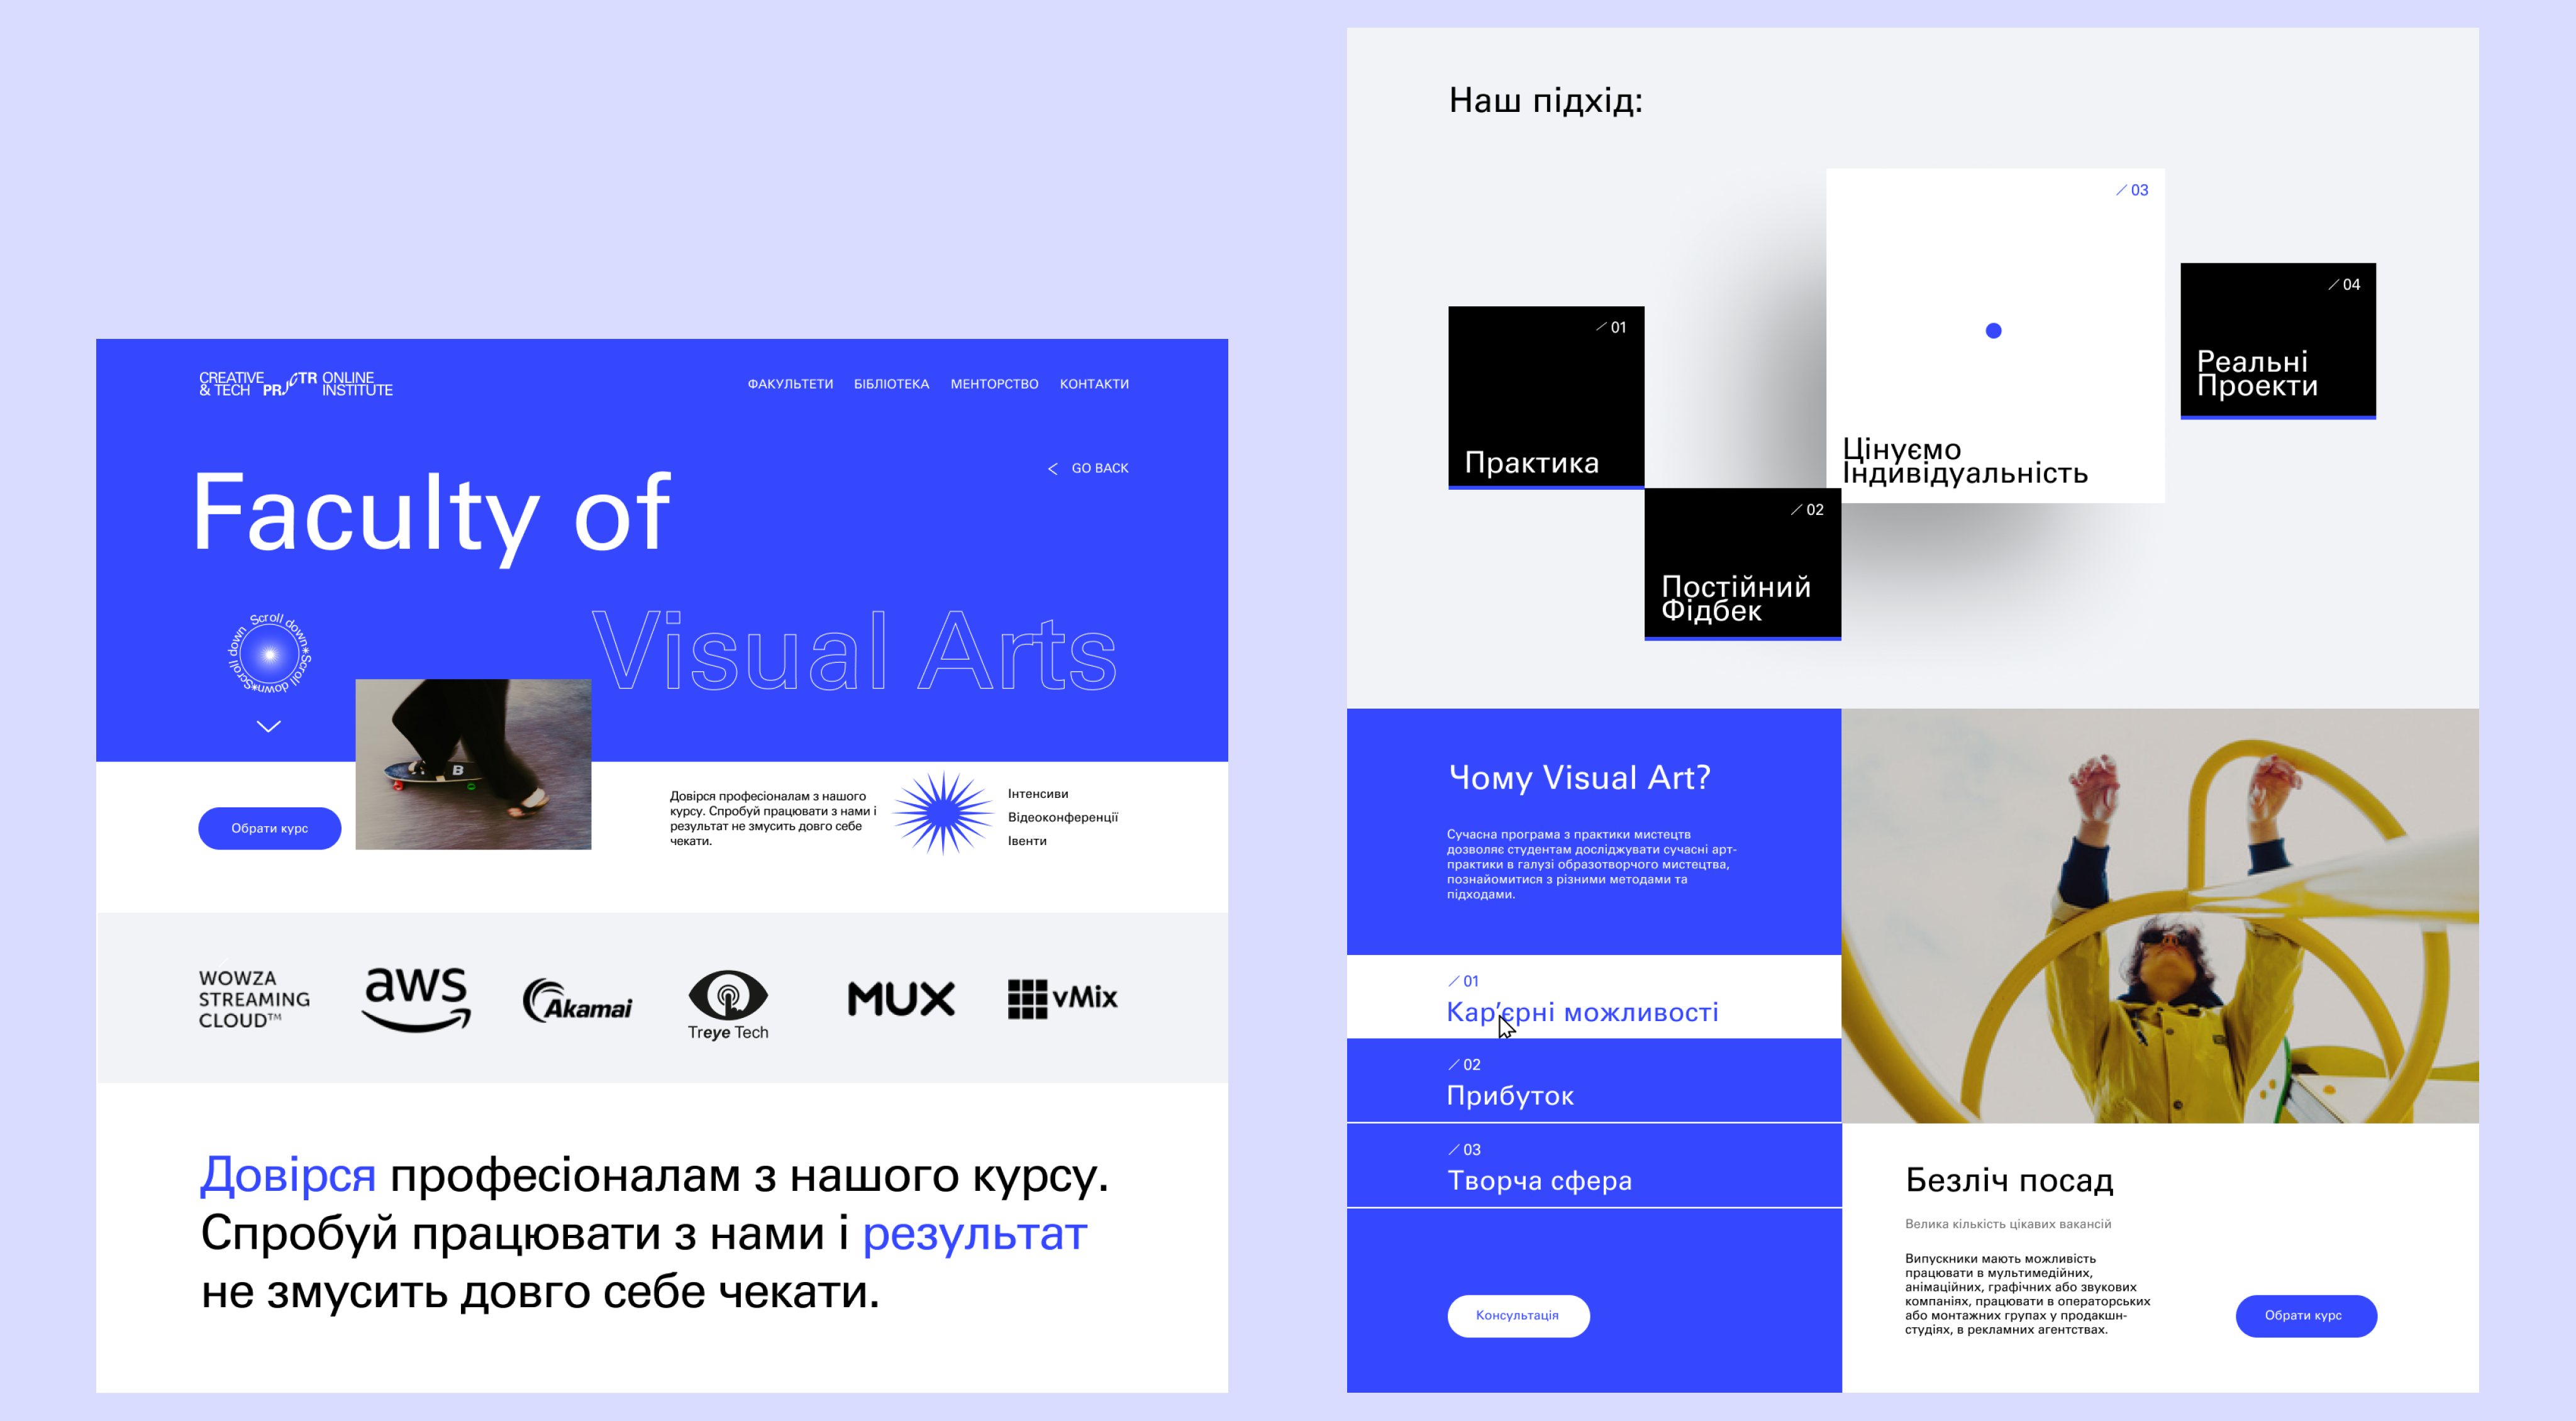 CREATIVE
& TECH PRJCTR ONLINE
INSTITUTE
ФАКУЛЬТЕТИ БІБЛІОТЕКА МЕНТОРСТВО КОНТАКТИ
< GO BACK
Faculty of
Visual Arts
Scroll down*Scroll down*Scroll down
B
Обрати курс
Довірся професіоналам з нашого
курсу. Спробуй працювати з нами і
результат не змусить довго себе
чекати.
Інтенсиви
Відеоконференції
Івенти
WOWZA
STREAMING
CLOUD™
aws
Akamai
Treye Tech
MUX
vMix
Довірся професіоналам з нашого курсу.
Спробуй працювати з нами і результат
не змусить довго себе чекати.
Наш підхід:
/ 01
Практика
/ 02
Постійний
Фідбек
/ 03
Цінуємо
Індивідуальність
/ 04
Реальні
Проекти
Чому Visual Art?
Сучасна програма з практики мистецтв
дозволяє студентам досліджувати сучасні арт-
практики в галузі образотворчого мистецтва,
познайомитися з різними методами та
підходами.
/ 01
Кар’єрні можливості
/ 02
Прибуток
/ 03
Творча сфера
Консультація
Безліч посад
Велика кількість цікавих вакансій
Випускники мають можливість
працювати в мультимедійних,
анімаційних, графічних або звукових
компаніях, працювати в операторських
або монтажних групах у продакшн-
студіях, в рекламних агентствах.
Обрати курс